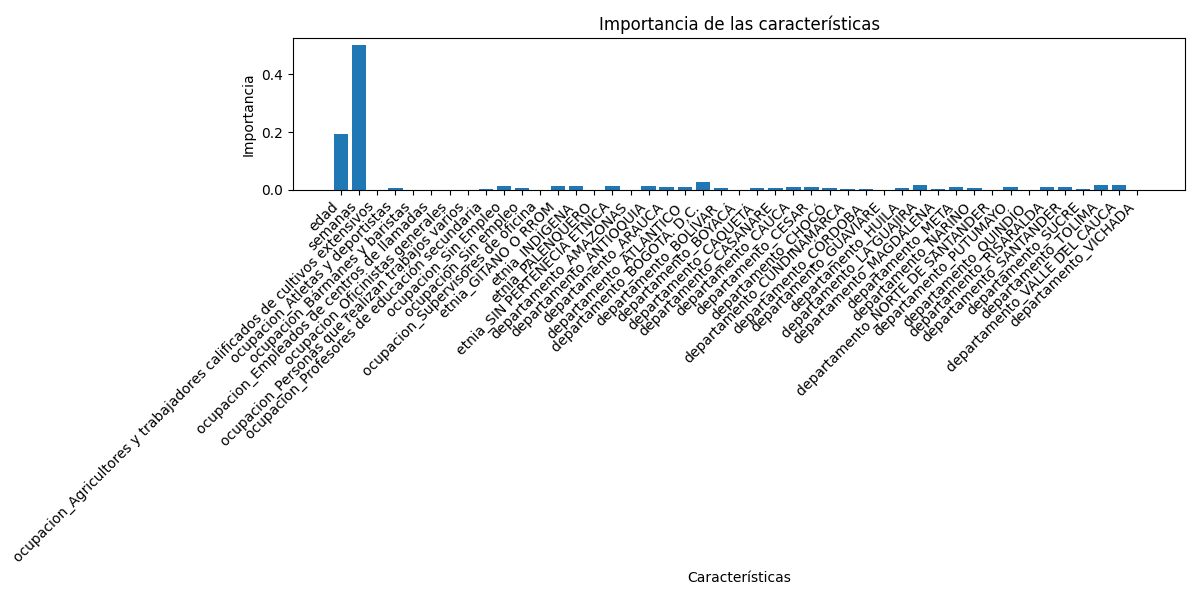 Importancia de las características
Importancia
0.4
0.2
0.0
edad
semanas
ocupacion_Agricultores y trabajadores calificados de cultivos extensivos
ocupacion_Atletas y deportistas
ocupacion_Bármanes y baristas
ocupacion_Empleados de centros de llamadas
ocupacion_Oficinistas generales
ocupacion_Personas que realizan trabajos varios
ocupacion_Profesores de educación secundaria
ocupacion_Sin Empleo
ocupacion_Sin empleo
ocupacion_Supervisores de oficina
etnia_GITANO O RROM
etnia_INDIGENA
etnia_PALENQUERO
etnia_SIN PERTENECIA ETNICA
departamento_AMAZONAS
departamento_ANTIOQUIA
departamento_ARAUCA
departamento_ATLÁNTICO
departamento_BOGOTÁ, D.C.
departamento_BOLÍVAR
departamento_BOYACÁ
departamento_CAQUETÁ
departamento_CASANARE
departamento_CAUCA
departamento_CESAR
departamento_CHOCÓ
departamento_CUNDINAMARCA
departamento_CÓRDOBA
departamento_GUAVIARE
departamento_HUILA
departamento_LA GUAJIRA
departamento_MAGDALENA
departamento_META
departamento_NARIÑO
departamento_NORTE DE SANTANDER
departamento_PUTUMAYO
departamento_QUINDIO
departamento_RISARALDA
departamento_SANTANDER
departamento_SUCRE
departamento_TOLIMA
departamento_VALLE DEL CAUCA
departamento_VICHADA
Características